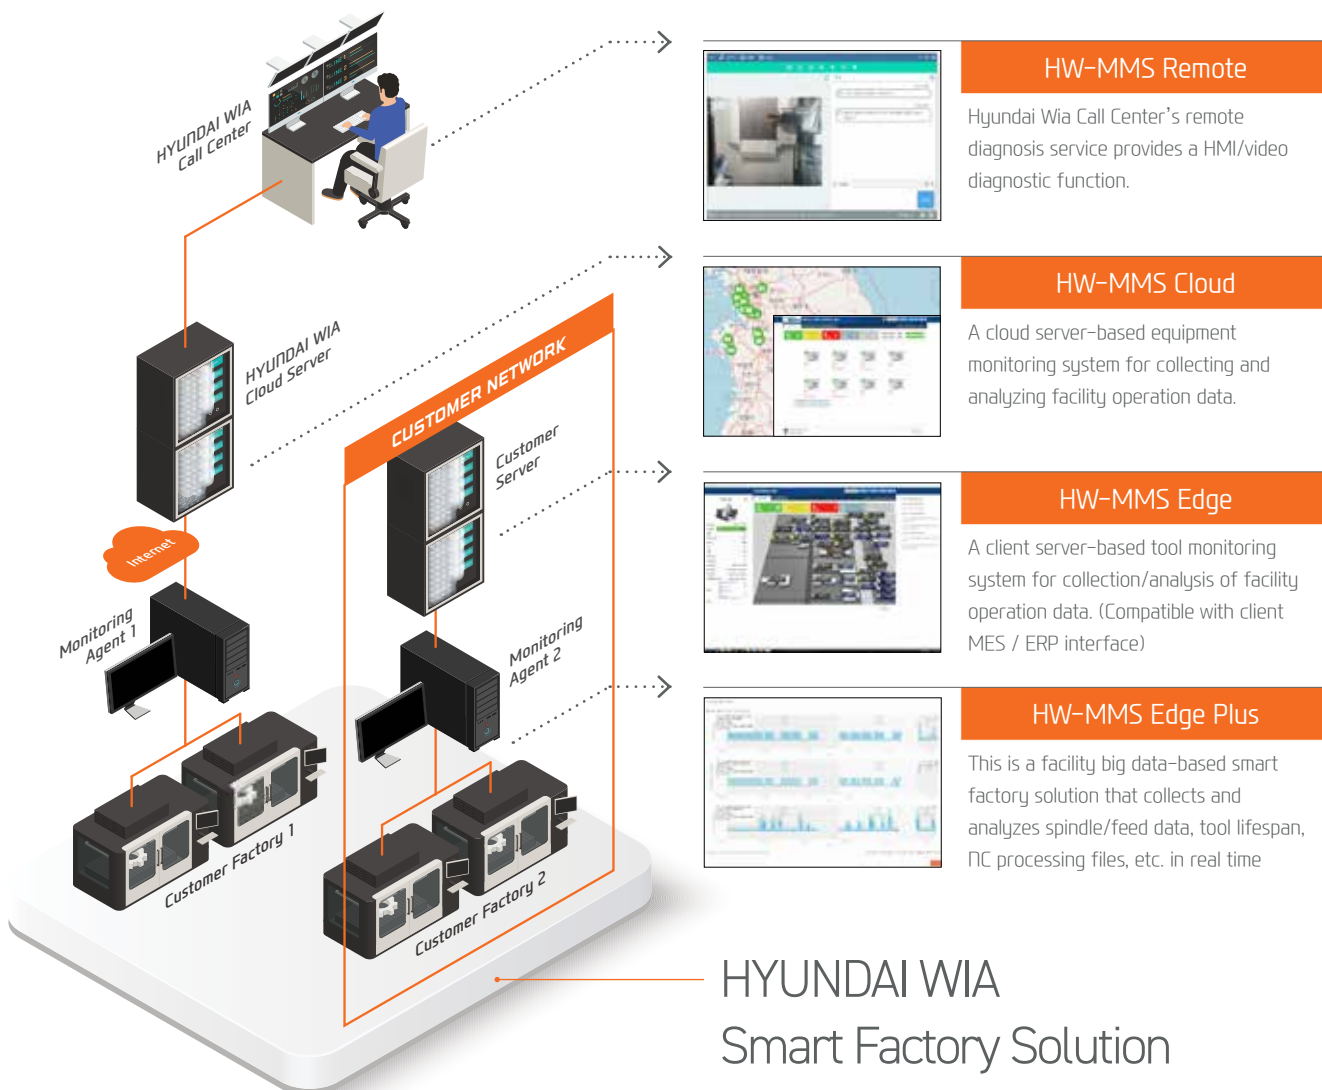 HYUNDAI WIA
Call Center
HYUNDAI WIA
Cloud Server
Internet
Monitoring
Agent 1
Customer Factory 1
CUSTOMER NETWORK
Customer
Server
Monitoring
Agent 2
Customer Factory 2
HW-MMS Remote
Hyundai Wia Call Center's remote
diagnosis service provides a HMI/video
diagnostic function.
HW-MMS Cloud
A cloud server-based equipment
monitoring system for collecting and
analyzing facility operation data.
HW-MMS Edge
A client server-based tool monitoring
system for collection/analysis of facility
operation data. (Compatible with client
MES / ERP interface)
HW-MMS Edge Plus
This is a facility big data-based smart
factory solution that collects and
analyzes spindle/feed data, tool lifespan,
NC processing files, etc. in real time
HYUNDAI WIA
Smart Factory Solution